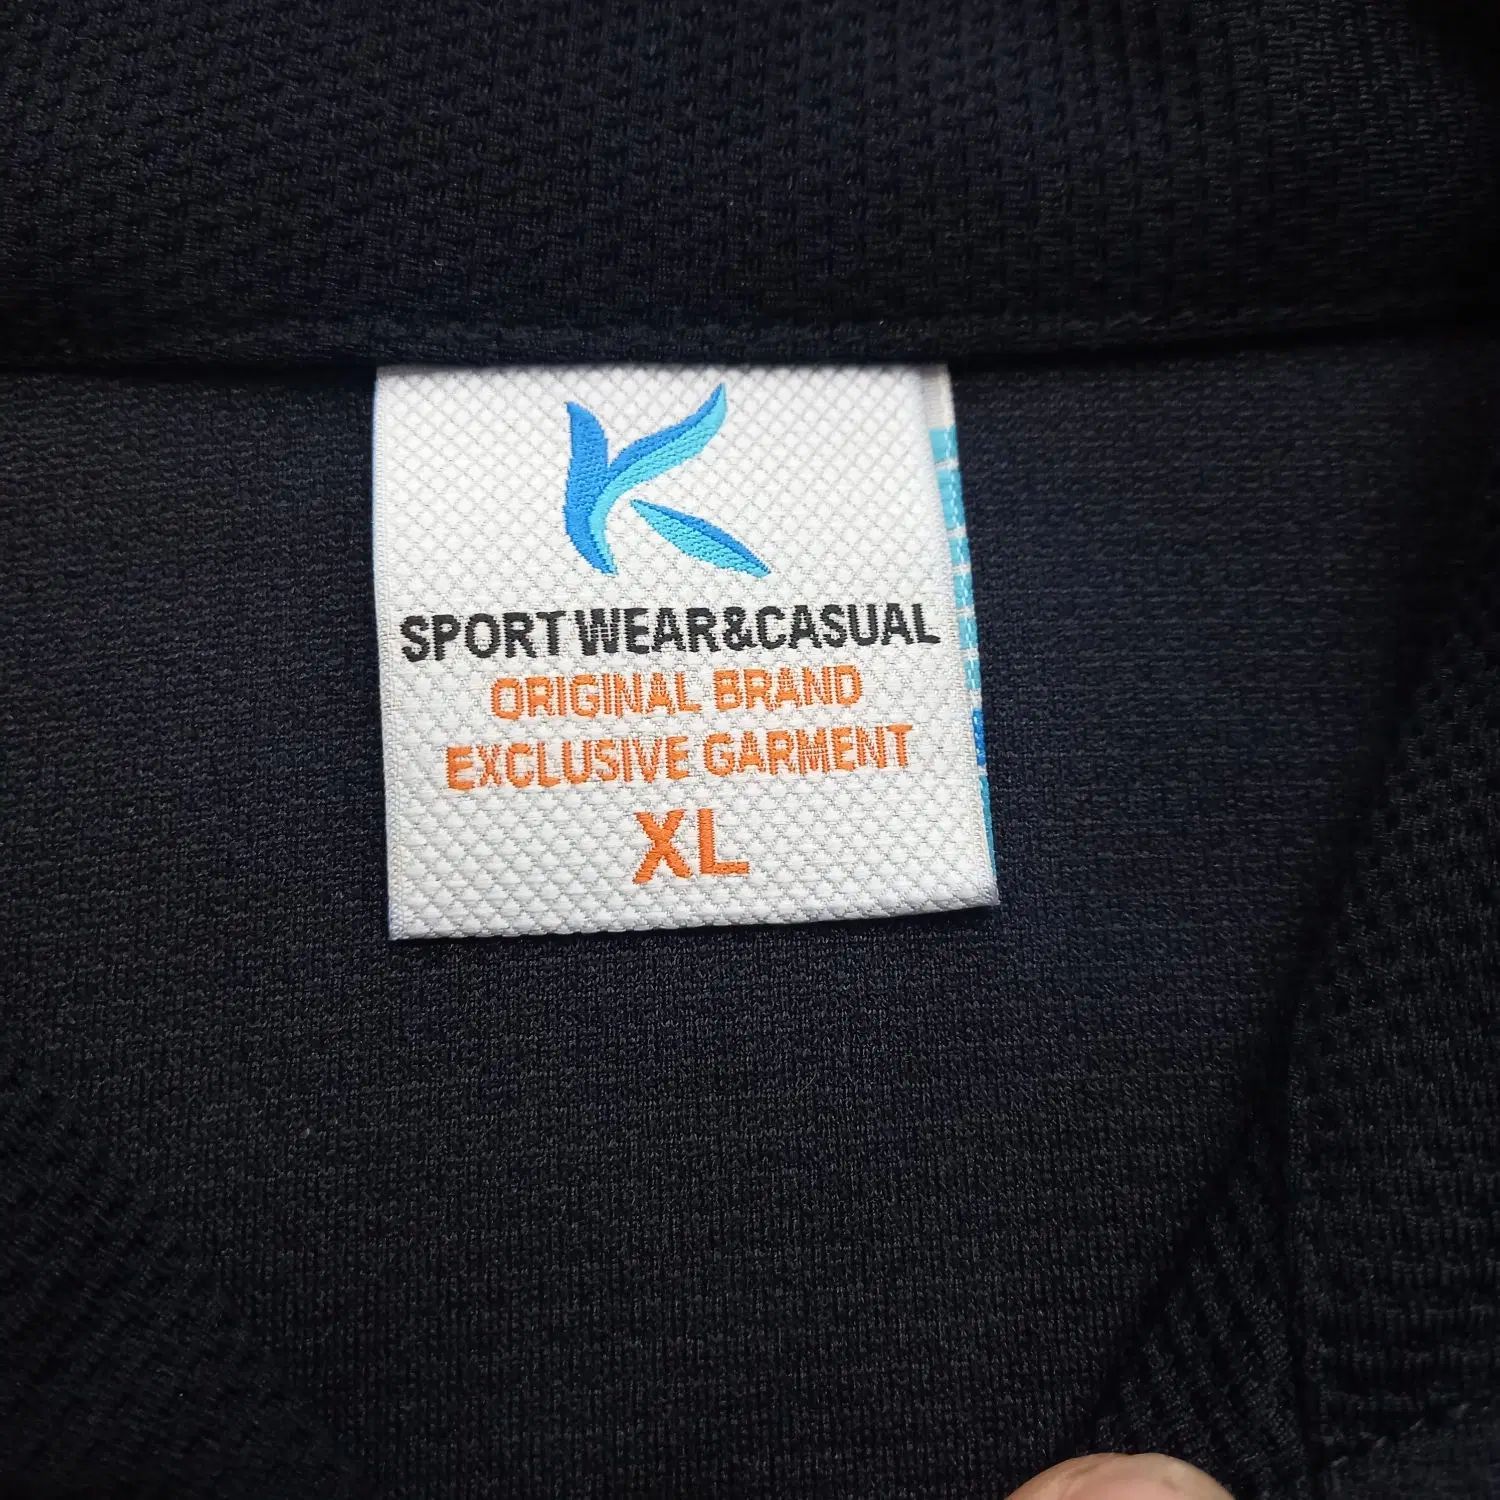 K
SPORT WEAR&CASUAL
ORIGINAL BRAND
EXCLUSIVE GARMENT
XL